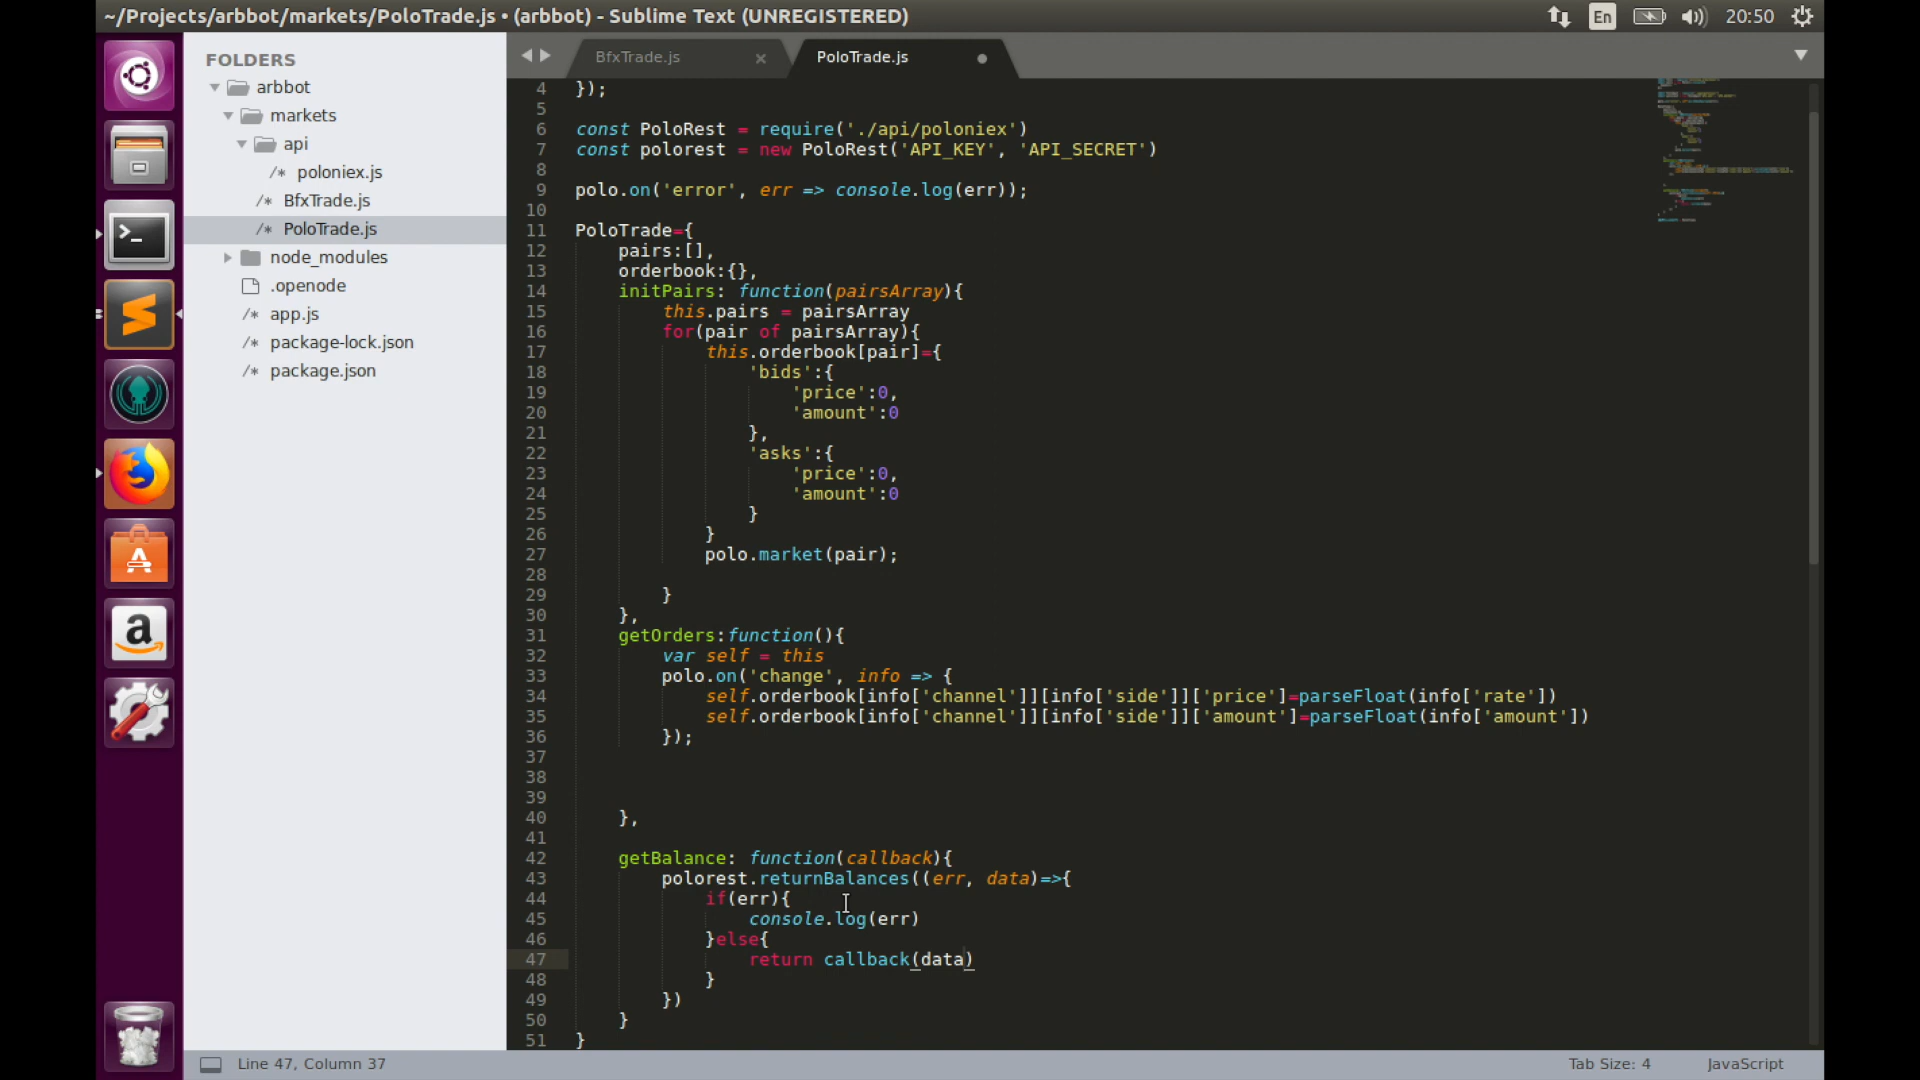 ~/Projects/arbbot/markets/PoloTrade.js • (arbbot) - Sublime Text (UNREGISTERED)
En
20:50
FOLDERS
arbbot
markets
api
/* poloniex.js
/* BfxTrade.js
/* PoloTrade.js
node_modules
.openode
/* app.js
/* package-lock.json
/* package.json
BfxTrade.js ×
PoloTrade.js
4 });
5
6 const PoloRest = require('./api/poloniex')
7 const polorest = new PoloRest('API_KEY', 'API_SECRET')
8
9 polo.on('error', err => console.log(err));
10
11 PoloTrade={
12 pairs:[],
13 orderbook:{},
14 initPairs: function(pairsArray){
15 this.pairs = pairsArray
16 for(pair of pairsArray){
17 this.orderbook[pair]={
18 'bids':{
19 'price':0,
20 'amount':0
21 },
22 'asks':{
23 'price':0,
24 'amount':0
25 }
26 }
27 polo.market(pair);
28
29 }
30 },
31 getOrders:function(){
32 var self = this
33 polo.on('change', info => {
34 self.orderbook[info['channel']][info['side']]['price']=parseFloat(info['rate'])
35 self.orderbook[info['channel']][info['side']]['amount']=parseFloat(info['amount'])
36 });
37
38
39
40 },
41
42 getBalance: function(callback){
43 polorest.returnBalances((err, data)=>{
44 if(err){
45 console.log(err)
46 }else{
47 return callback(data)
48 }
49 })
50 }
51 }
Line 47, Column 37
Tab Size: 4
JavaScript